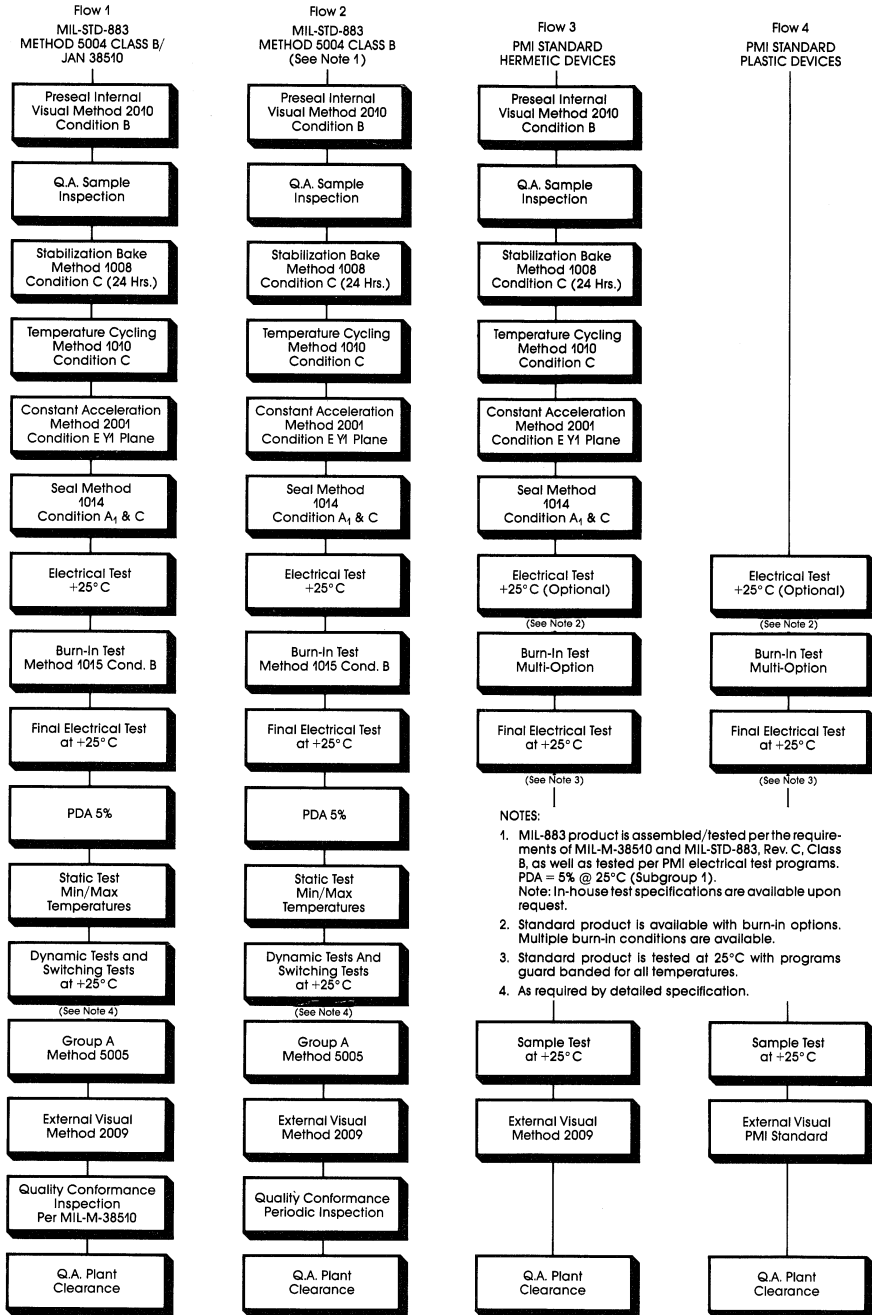 Flow 1
MIL-STD-883
METHOD 5004 CLASS B/
JAN 38510
Preseal Internal
Visual Method 2010
Condition B
Q.A. Sample
Inspection
Stabilization Bake
Method 1008
Condition C (24 Hrs.)
Temperature Cycling
Method 1010
Condition C
Constant Acceleration
Method 2001
Condition E Y1 Plane
Seal Method
1014
Condition A₁ & C
Electrical Test
+25°C
Burn-In Test
Method 1015 Cond. B
Final Electrical Test
at +25°C
PDA 5%
Static Test
Min/Max
Temperatures
Dynamic Tests and
Switching Tests
at +25°C
(See Note 4)
Group A
Method 5005
External Visual
Method 2009
Quality Conformance
Inspection
Per MIL-M-38510
Q.A. Plant
Clearance
Flow 2
MIL-STD-883
METHOD 5004 CLASS B
(See Note 1)
Preseal Internal
Visual Method 2010
Condition B
Q.A. Sample
Inspection
Stabilization Bake
Method 1008
Condition C (24 Hrs.)
Temperature Cycling
Method 1010
Condition C
Constant Acceleration
Method 2001
Condition E Y1 Plane
Seal Method
1014
Condition A₁ & C
Electrical Test
+25°C
Burn-In Test
Method 1015 Cond. B
Final Electrical Test
at +25°C
PDA 5%
Static Test
Min/Max
Temperatures
Dynamic Tests And
Switching Tests
at +25°C
(See Note 4)
Group A
Method 5005
External Visual
Method 2009
Quality Conformance
Periodic Inspection
Q.A. Plant
Clearance
Flow 3
PMI STANDARD
HERMETIC DEVICES
Preseal Internal
Visual Method 2010
Condition B
Q.A. Sample
Inspection
Stabilization Bake
Method 1008
Condition C (24 Hrs.)
Temperature Cycling
Method 1010
Condition C
Constant Acceleration
Method 2001
Condition E Y1 Plane
Seal Method
1014
Condition A₁ & C
Electrical Test
+25°C (Optional)
(See Note 2)
Burn-In Test
Multi-Option
Final Electrical Test
at +25°C
(See Note 3)
Flow 4
PMI STANDARD
PLASTIC DEVICES
Electrical Test
+25°C (Optional)
(See Note 2)
Burn-In Test
Multi-Option
Final Electrical Test
at +25°C
(See Note 3)
NOTES:
1. MIL-883 product is assembled/tested per the require-
ments of MIL-M-38510 and MIL-STD-883, Rev. C, Class
B, as well as tested per PMI electrical test programs.
PDA = 5% @ 25°C (Subgroup 1).
Note: In-house test specifications are available upon
request.
2. Standard product is available with burn-in options.
Multiple burn-in conditions are available.
3. Standard product is tested at 25°C with programs
guard banded for all temperatures.
4. As required by detailed specification.
Sample Test
at +25°C
External Visual
Method 2009
Q.A. Plant
Clearance
Sample Test
at +25°C
External Visual
PMI Standard
Q.A. Plant
Clearance